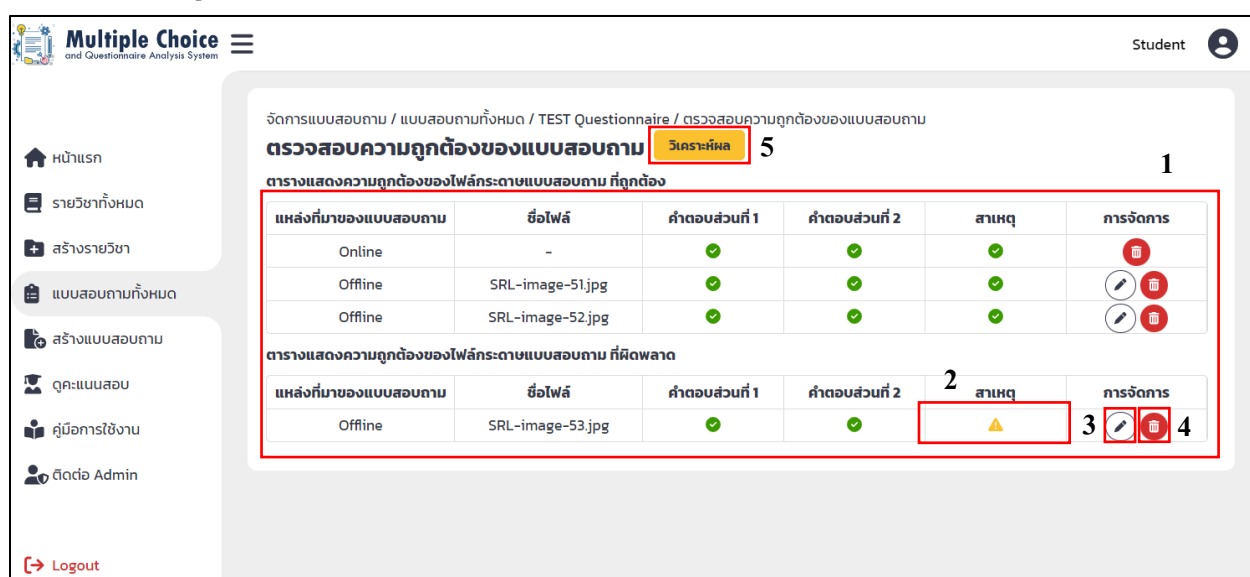 Multiple Choice
and Questionnaire Analysis System
Student
จัดการแบบสอบถาม / แบบสอบถามทั้งหมด / TEST Questionnaire / ตรวจสอบความถูกต้องของแบบสอบถาม
ตรวจสอบความถูกต้องของแบบสอบถาม วิเคราะห์ผล 5
หน้าแรก
รายวิชาทั้งหมด
สร้างรายวิชา
แบบสอบถามทั้งหมด
สร้างแบบสอบถาม
ดูคะแนนสอบ
คู่มือการใช้งาน
ติดต่อ Admin
Logout
1
ตารางแสดงความถูกต้องของไฟล์กระดาษแบบสอบถาม ที่ถูกต้อง
แหล่งที่มาของแบบสอบถาม ชื่อไฟล์ คำตอบส่วนที่ 1 คำตอบส่วนที่ 2 สาเหตุ การจัดการ
Online -
Offline SRL-image-51.jpg
Offline SRL-image-52.jpg
ตารางแสดงความถูกต้องของไฟล์กระดาษแบบสอบถาม ที่ผิดพลาด
แหล่งที่มาของแบบสอบถาม ชื่อไฟล์ คำตอบส่วนที่ 1 คำตอบส่วนที่ 2 2 สาเหตุ การจัดการ
Offline SRL-image-53.jpg 3 4